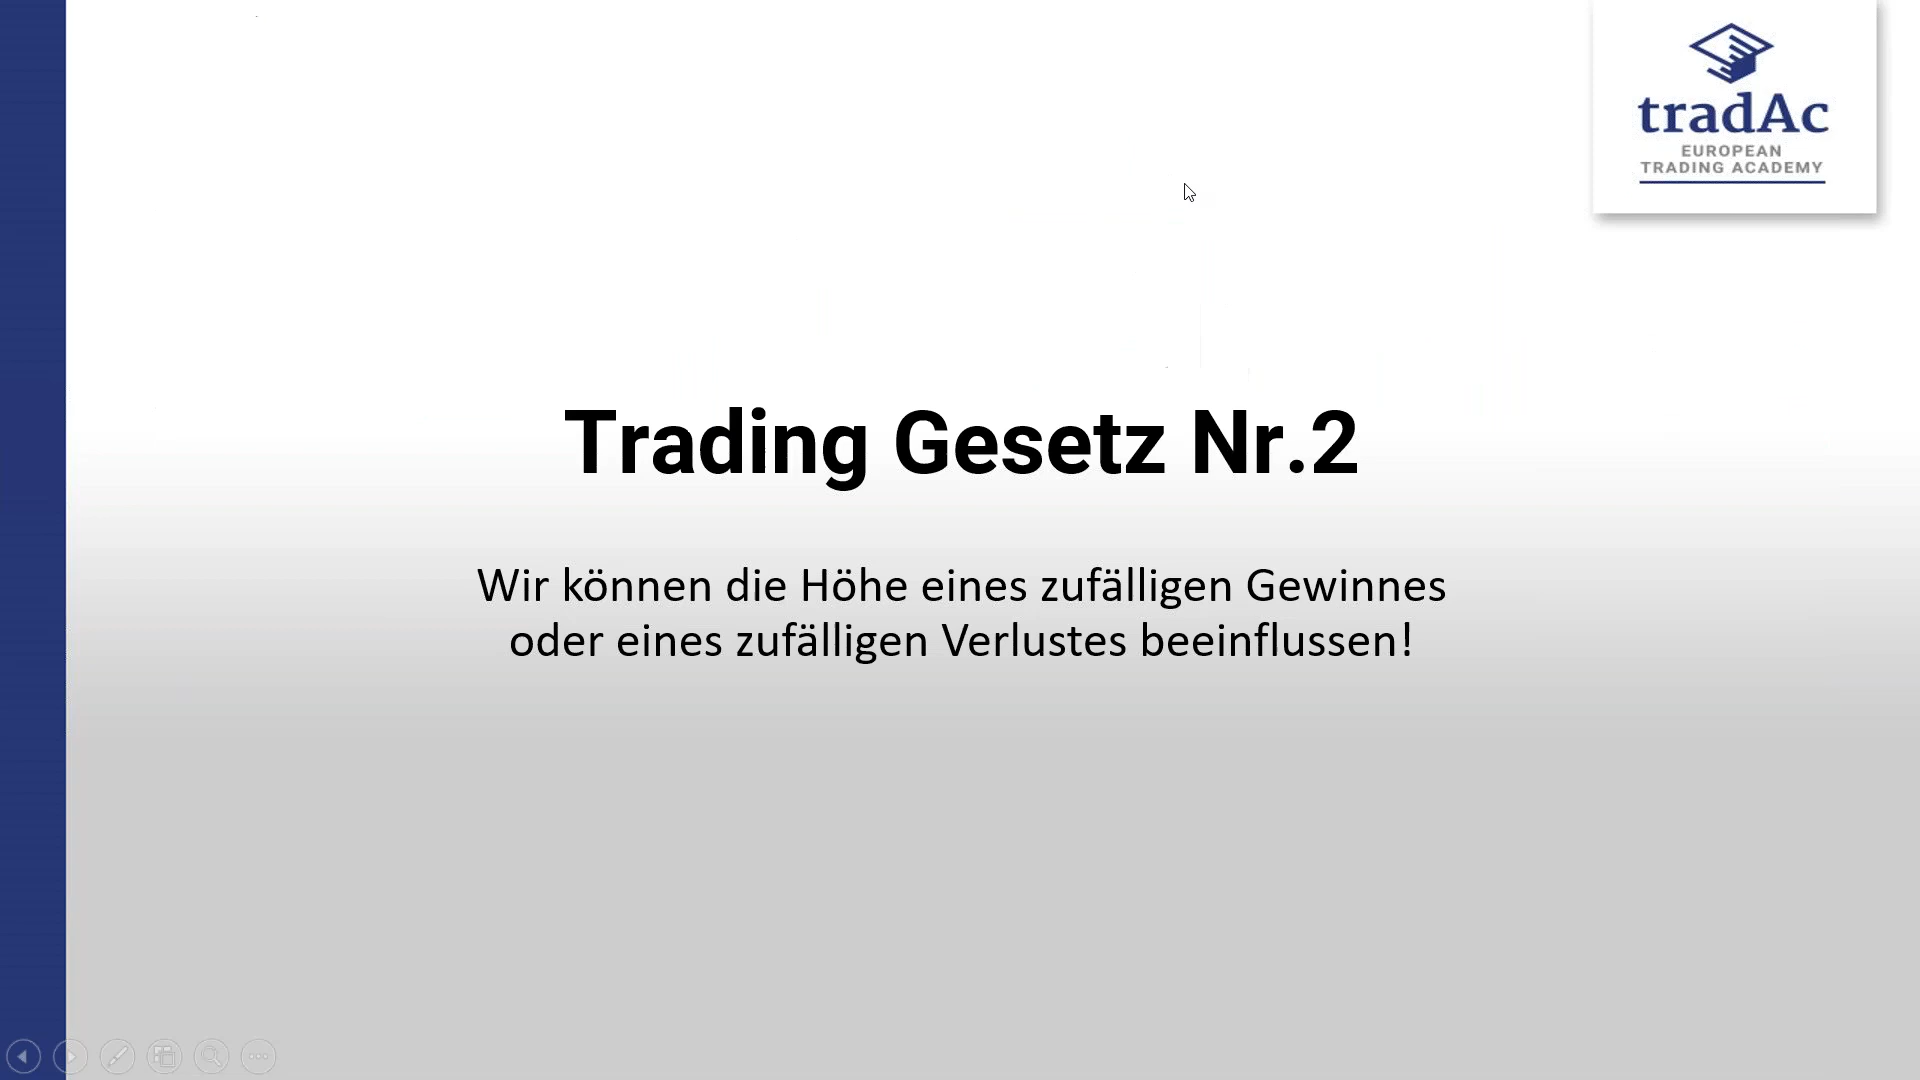 tradAc
EUROPEAN
TRADING ACADEMY
Trading Gesetz Nr.2
Wir können die Höhe eines zufälligen Gewinnes
oder eines zufälligen Verlustes beeinflussen!